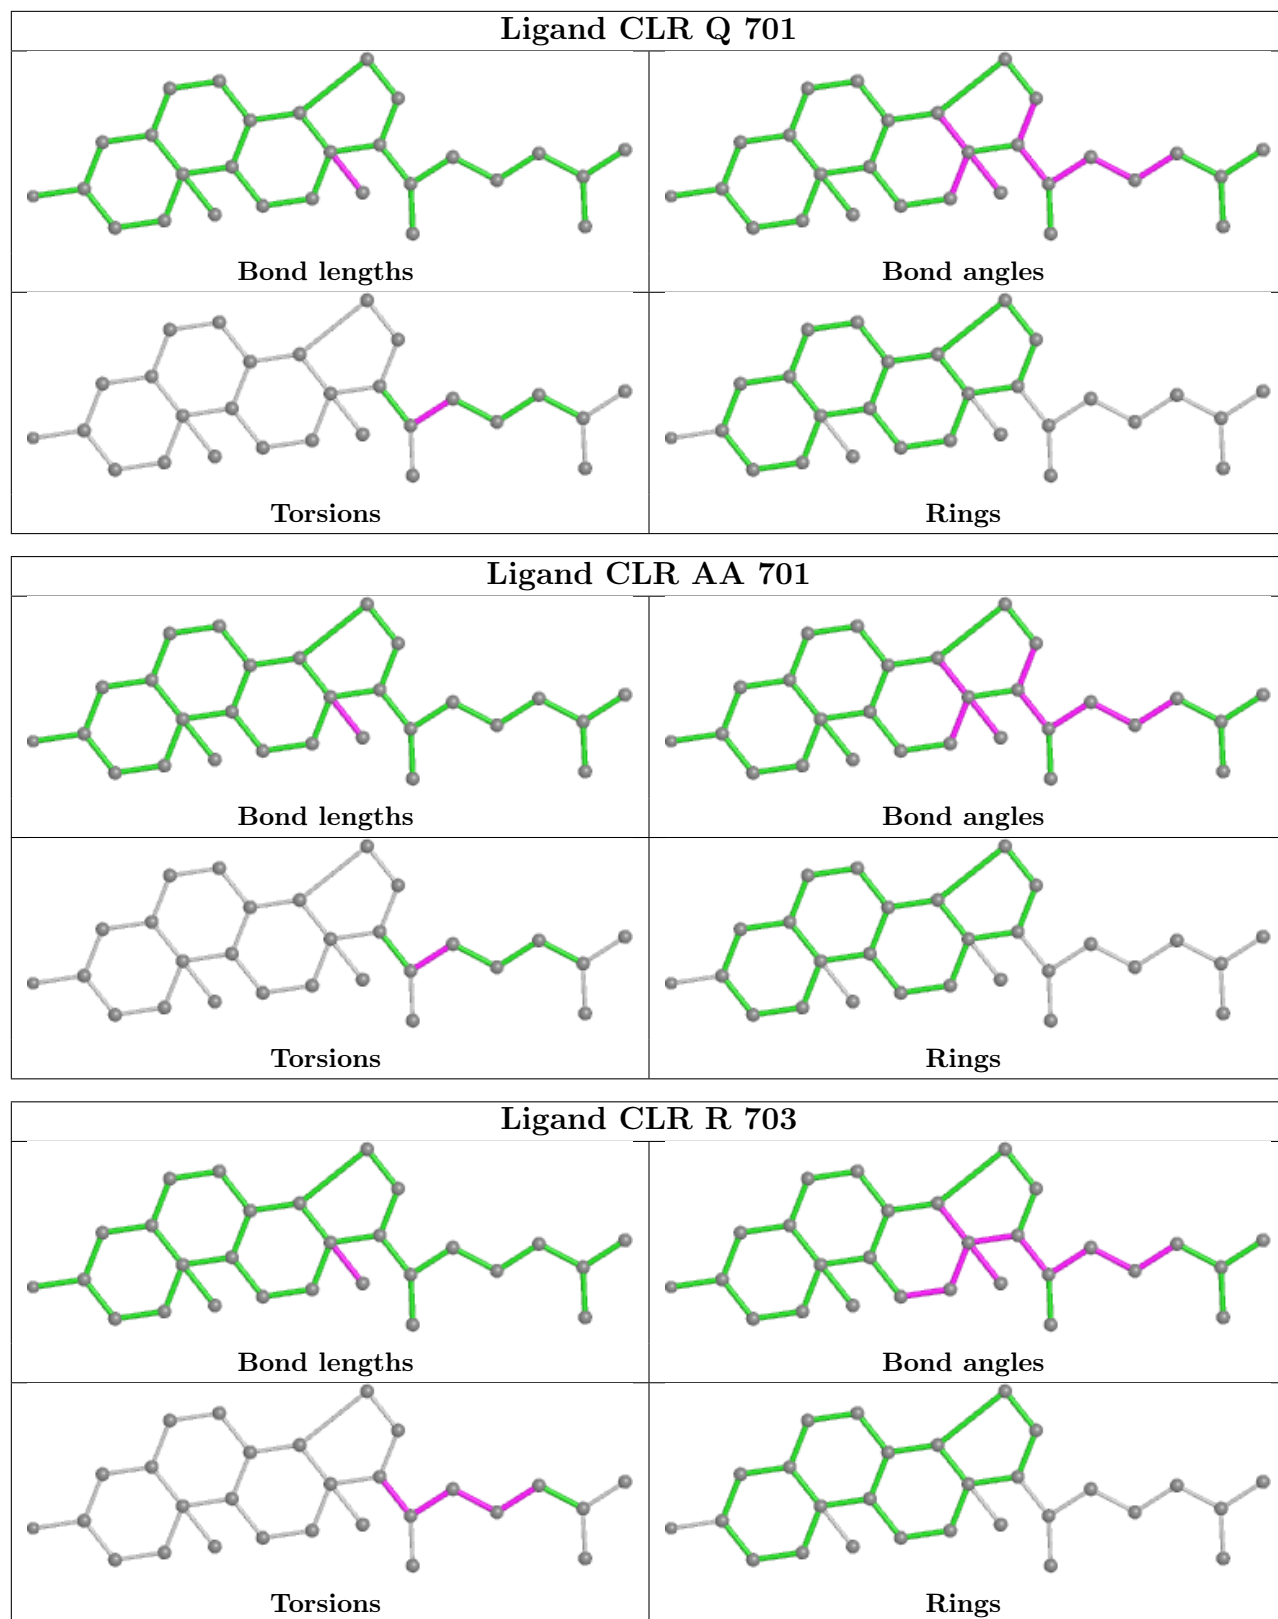 Ligand CLR Q 701
Bond lengths
Bond angles
Torsions
Rings
Ligand CLR AA 701
Bond lengths
Bond angles
Torsions
Rings
Ligand CLR R 703
Bond lengths
Bond angles
Torsions
Rings